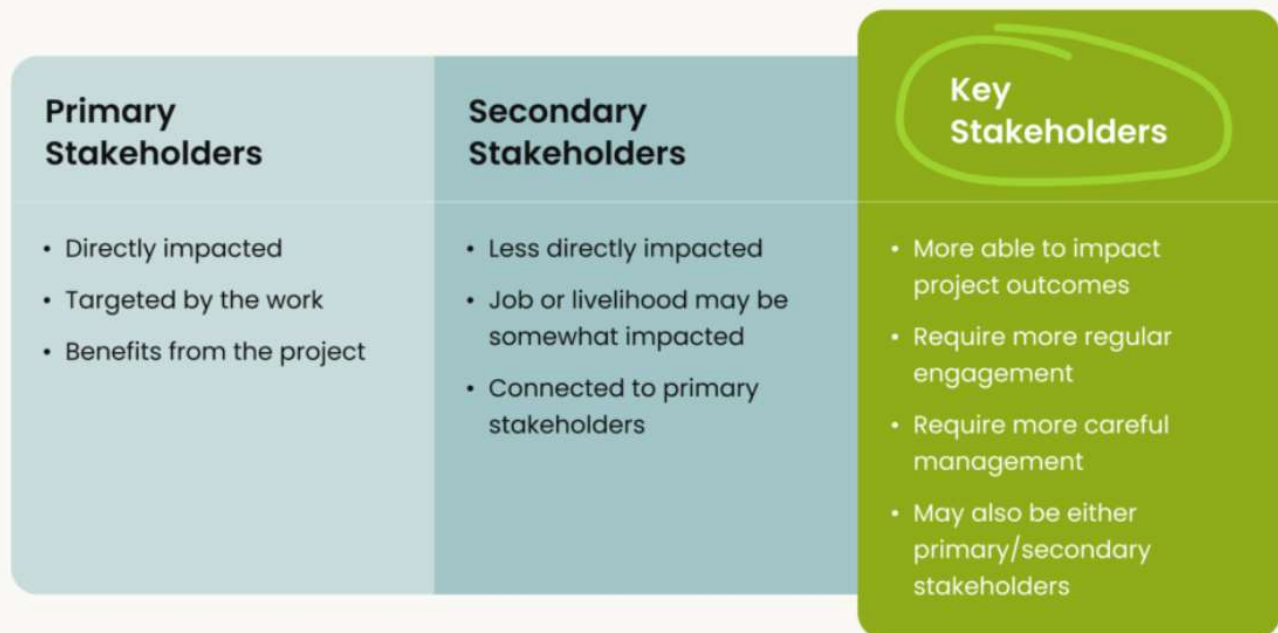 Primary
Stakeholders
• Directly impacted
• Targeted by the work
• Benefits from the project
Secondary
Stakeholders
• Less directly impacted
• Job or livelihood may be
somewhat impacted
• Connected to primary
stakeholders
Key
Stakeholders
• More able to impact
project outcomes
• Require more regular
engagement
• Require more careful
management
• May also be either
primary/secondary
stakeholders